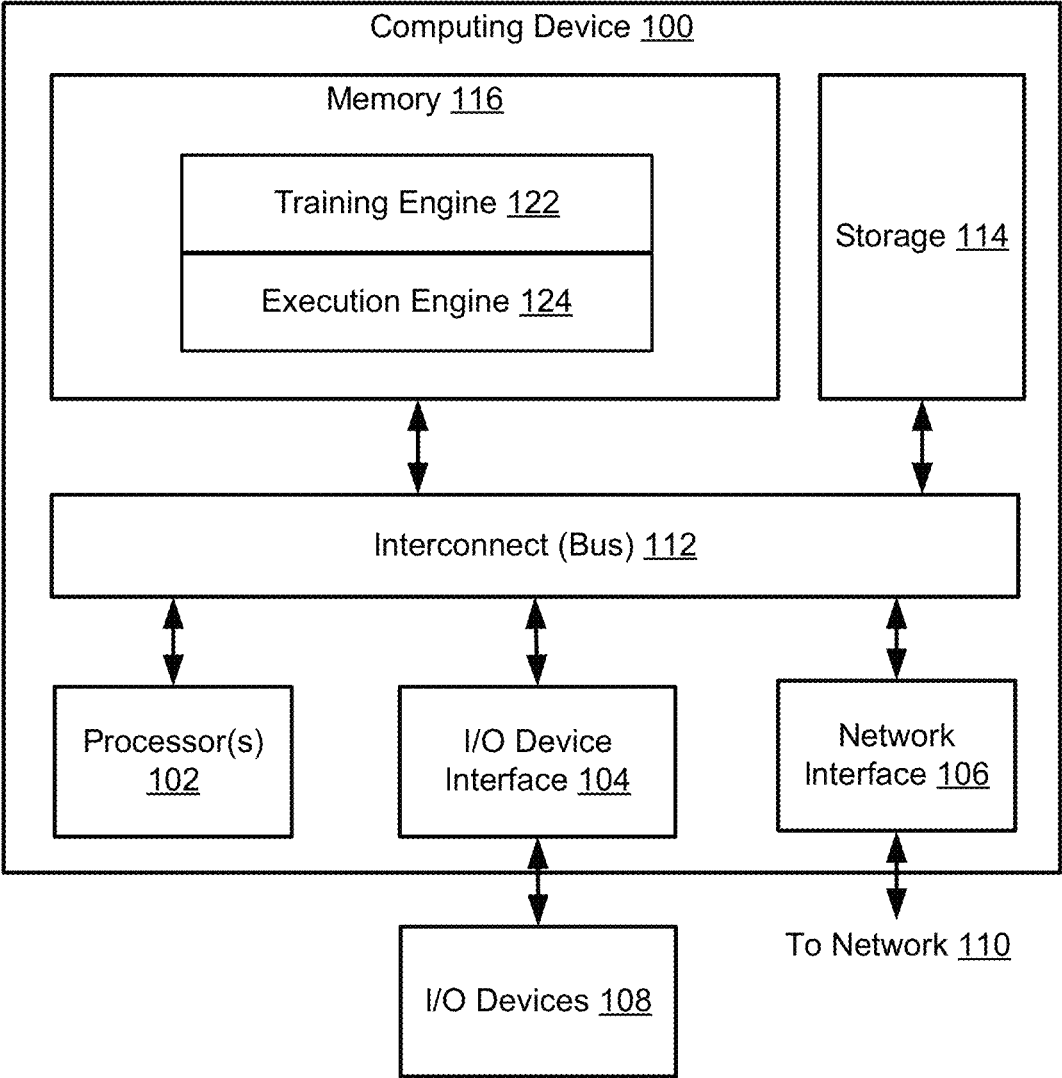 Computing Device 100
Memory 116
Training Engine 122
Execution Engine 124
Storage 114
Interconnect (Bus) 112
Processor(s)
102
I/O Device
Interface 104
Network
Interface 106
I/O Devices 108
To Network 110